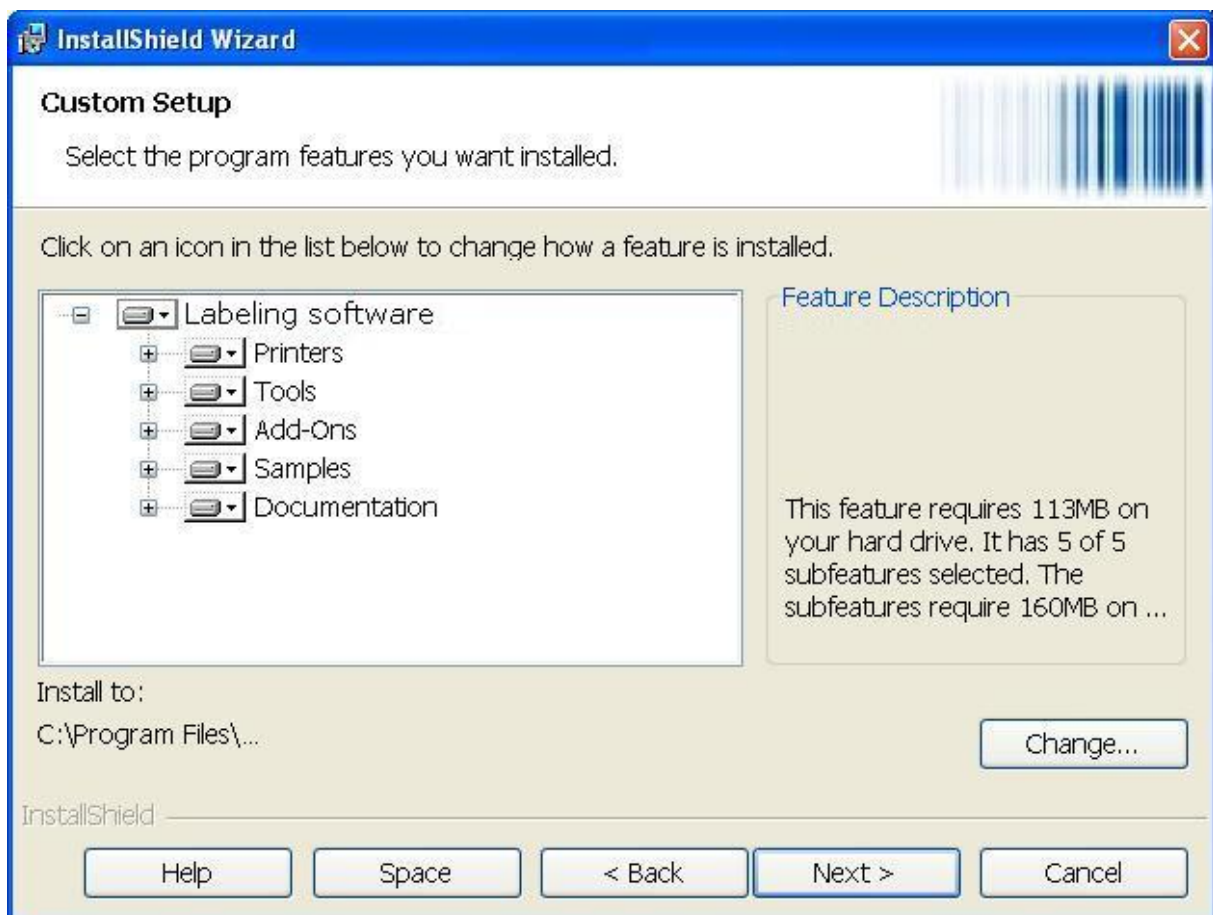 InstallShield Wizard
Custom Setup
Select the program features you want installed.
Click on an icon in the list below to change how a feature is installed.
Labeling software
Printers
Tools
Add-Ons
Samples
Documentation
Feature Description
This feature requires 113MB on
your hard drive. It has 5 of 5
subfeatures selected. The
subfeatures require 160MB on ...
Install to:
C:\Program Files\...
Change...
InstallShield
Help
Space
< Back
Next >
Cancel